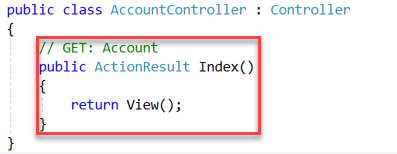 public class AccountController : Controller
{
// GET: Account
public ActionResult Index()
{
return View();
}
}